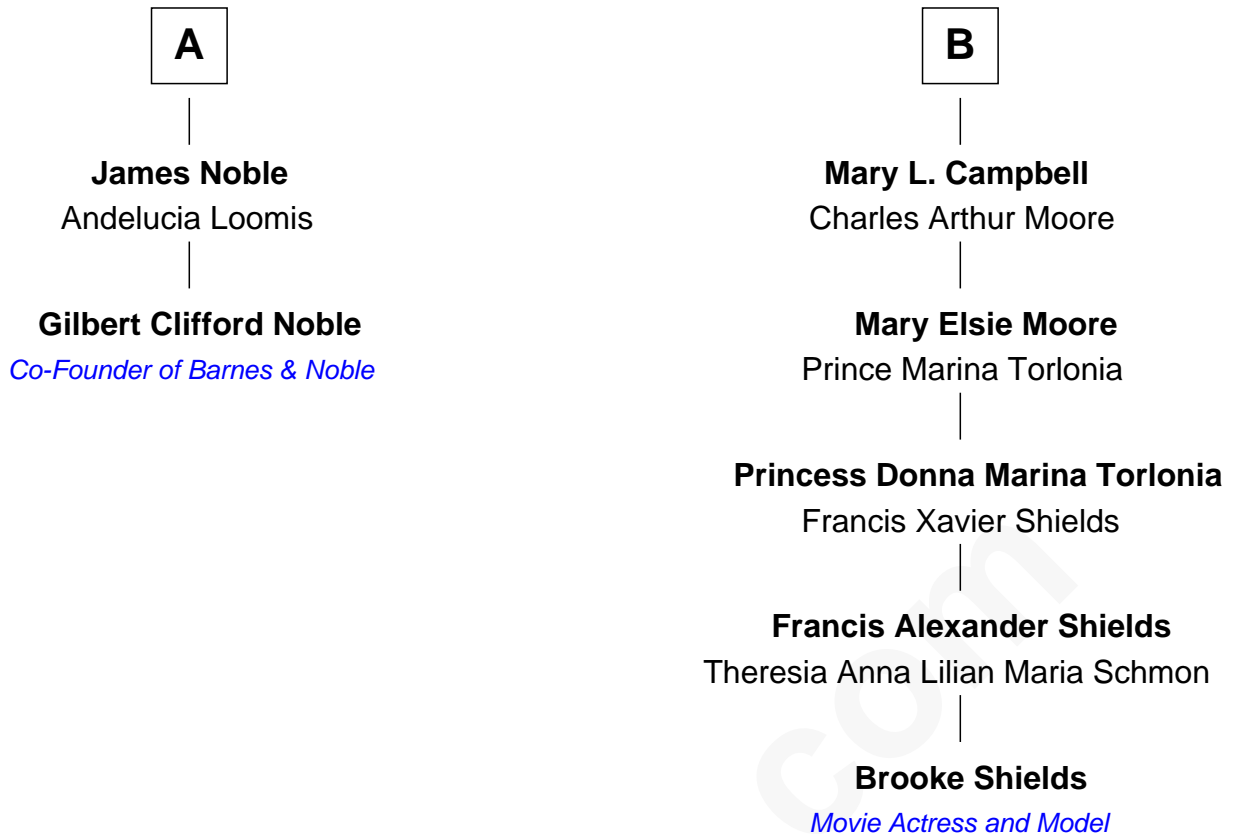 A
James Noble
Andelucia Loomis
Gilbert Clifford Noble
Co-Founder of Barnes & Noble
B
Mary L. Campbell
Charles Arthur Moore
Mary Elsie Moore
Prince Marina Torlonia
Princess Donna Marina Torlonia
Francis Xavier Shields
Francis Alexander Shields
Theresia Anna Lilian Maria Schmon
Brooke Shields
Movie Actress and Model
com